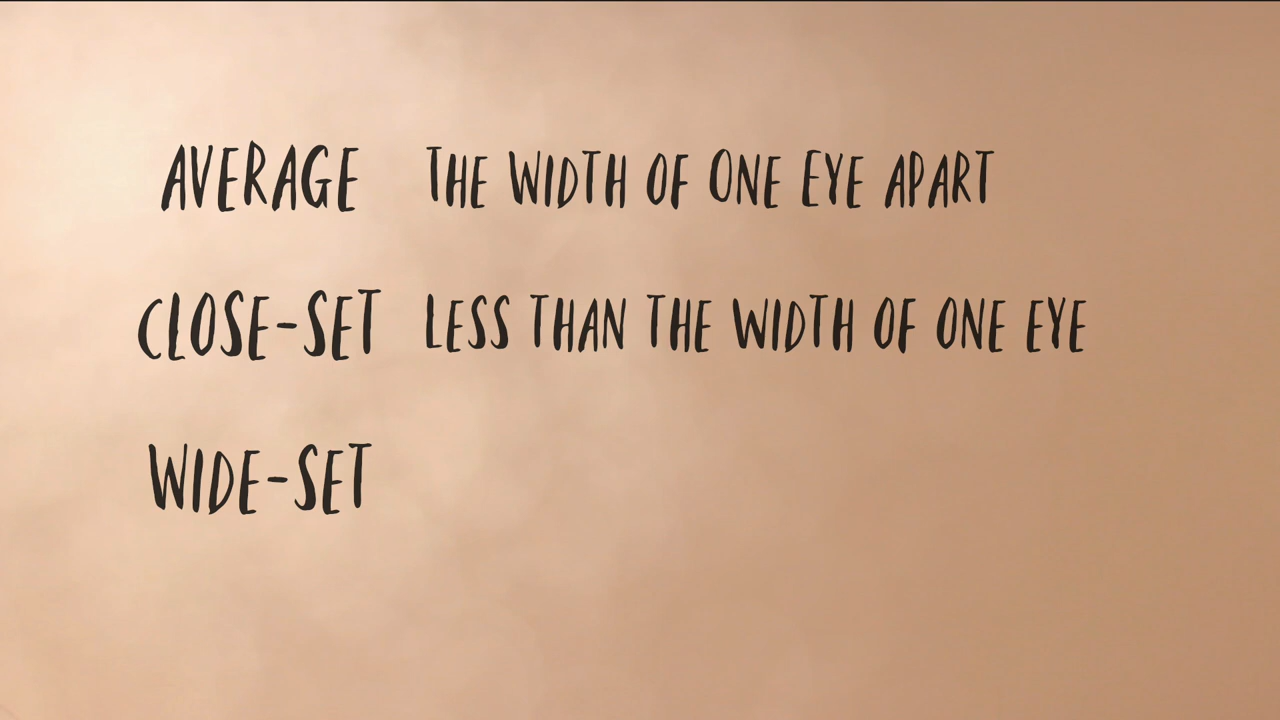 AVERAGE THE WIDTH OF ONE EYE APART
CLOSE-SET LESS THAN THE WIDTH OF ONE EYE
WIDE-SET